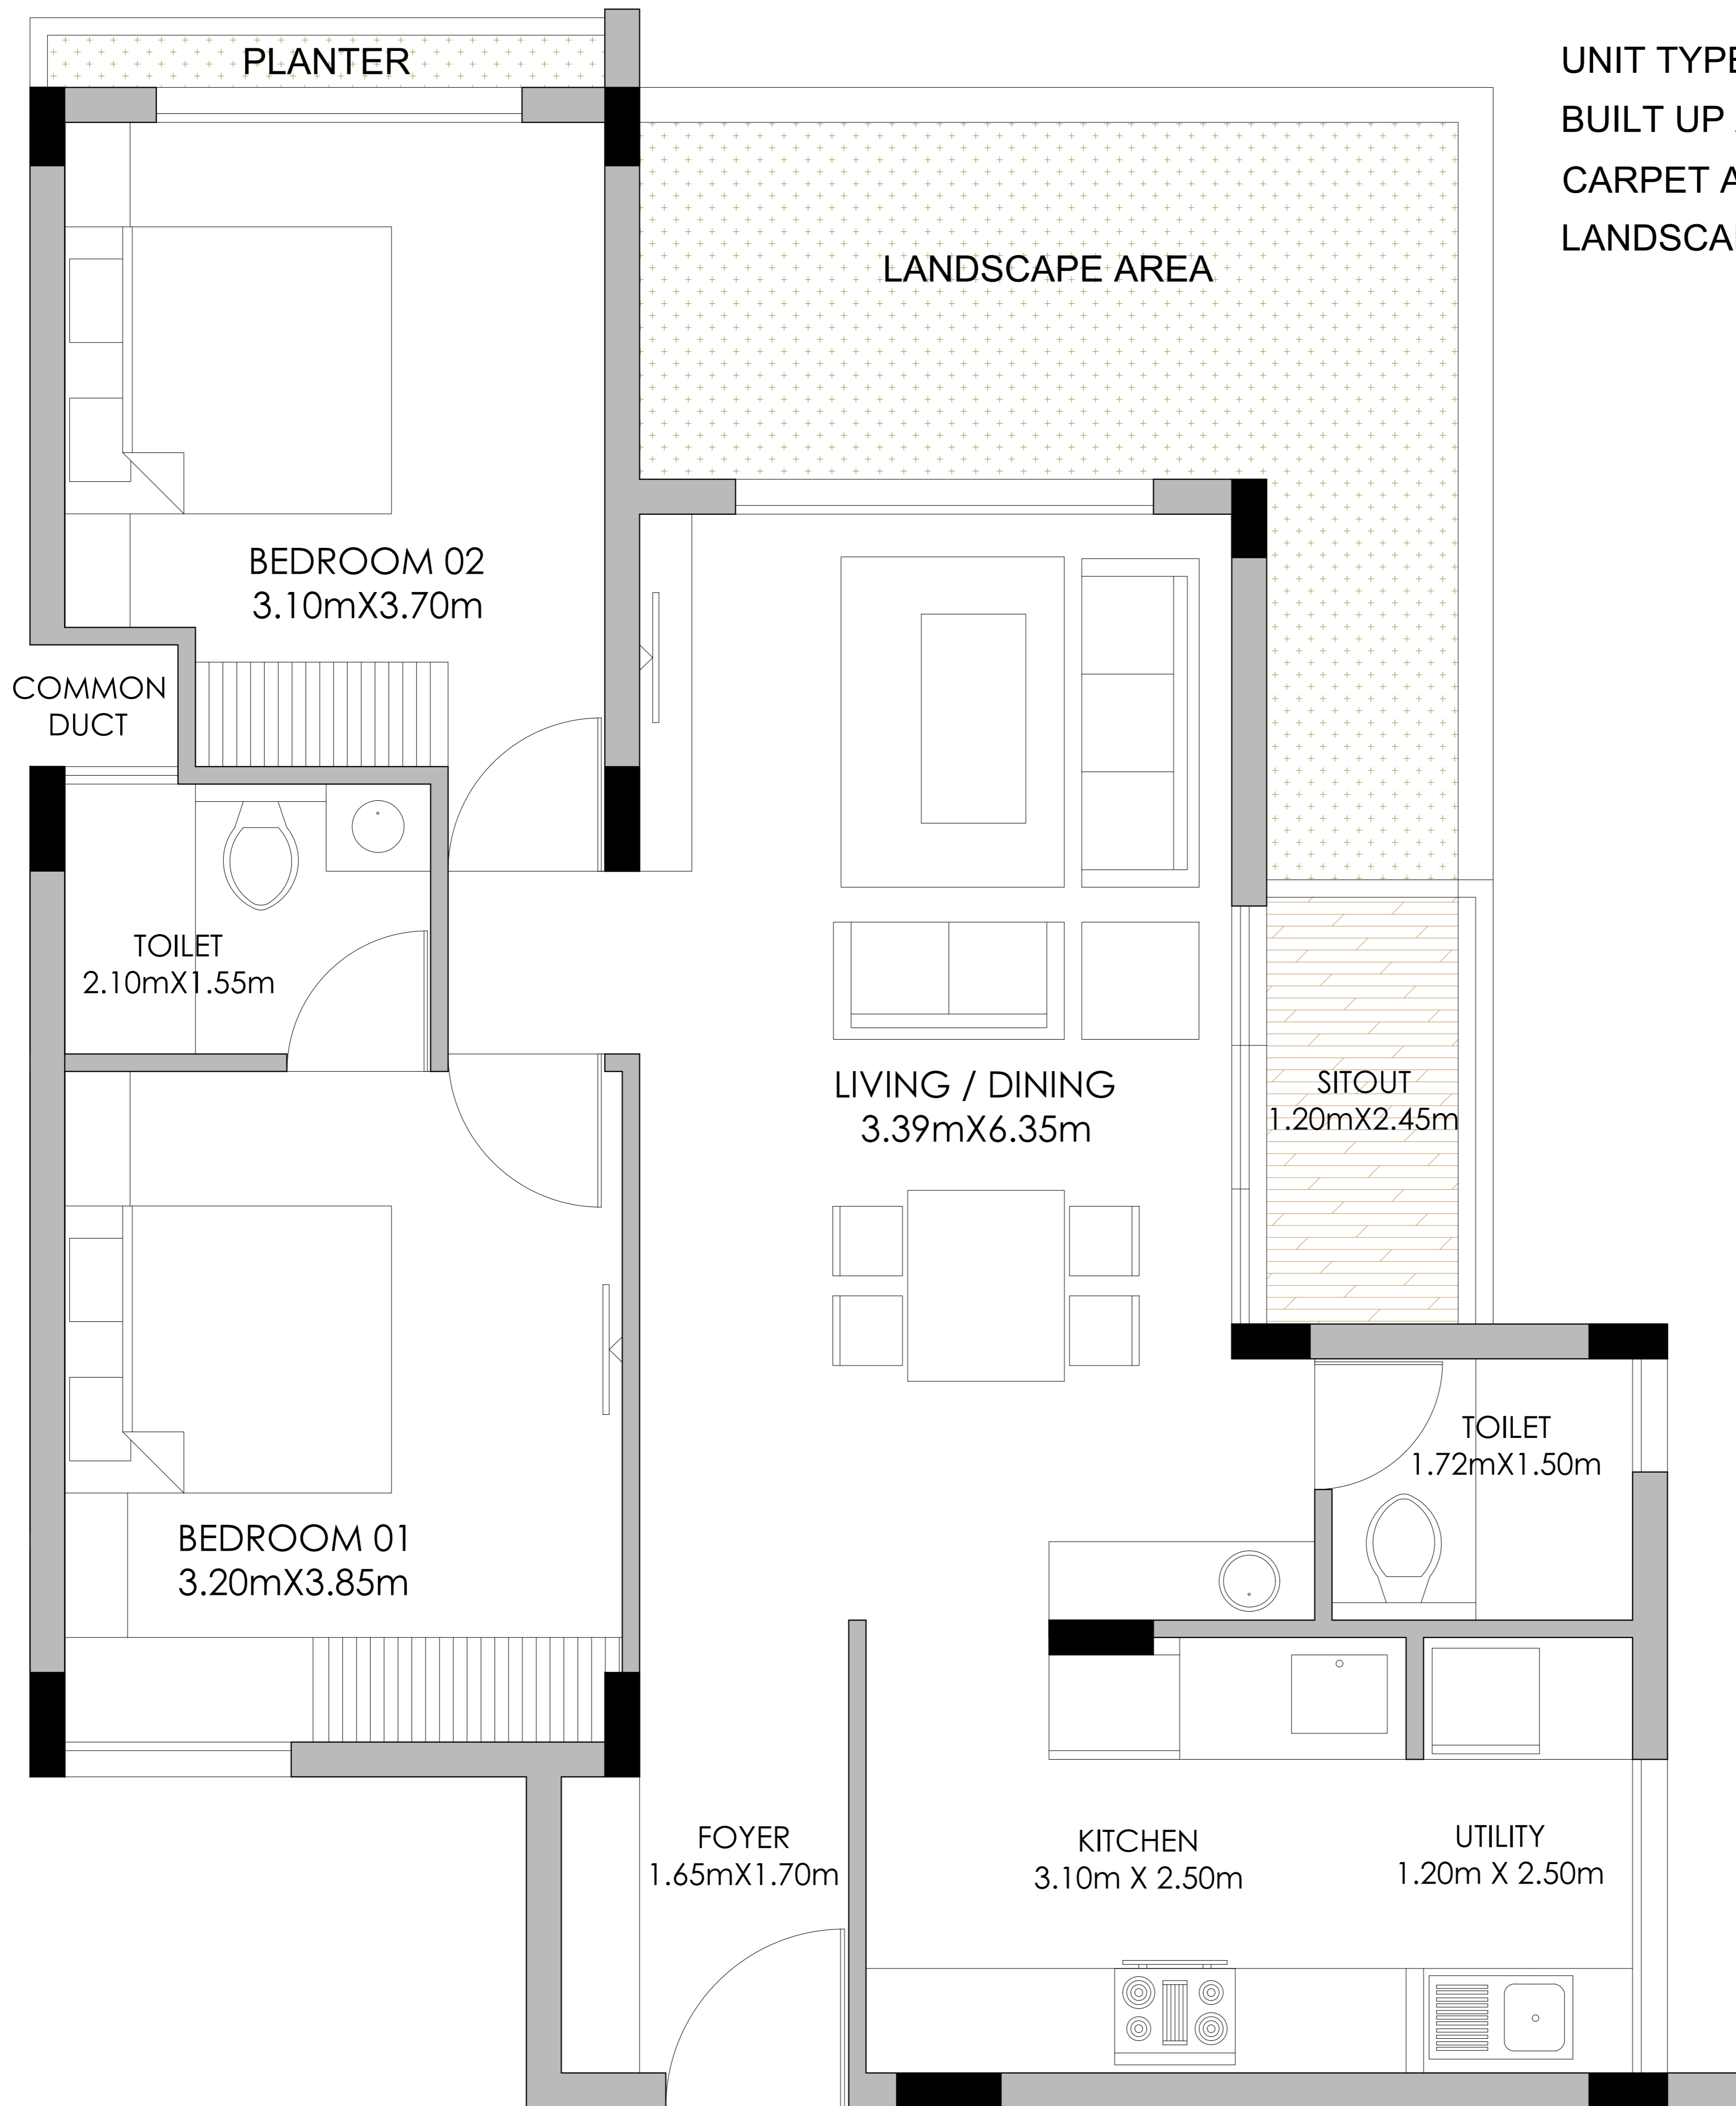 PLANTER
UNIT TYPE
BUILT UP
CARPET
LANDSCAPE AREA
BEDROOM 02
3.10mX3.70m
COMMON
DUCT
TOILET
2.10mX1.55m
LIVING / DINING
3.39mX6.35m
SITOUT
1.20mX2.45m
TOILET
1.72mX1.50m
BEDROOM 01
3.20mX3.85m
FOYER
1.65mX1.70m
KITCHEN
3.10m X 2.50m
UTILITY
1.20m X 2.50m